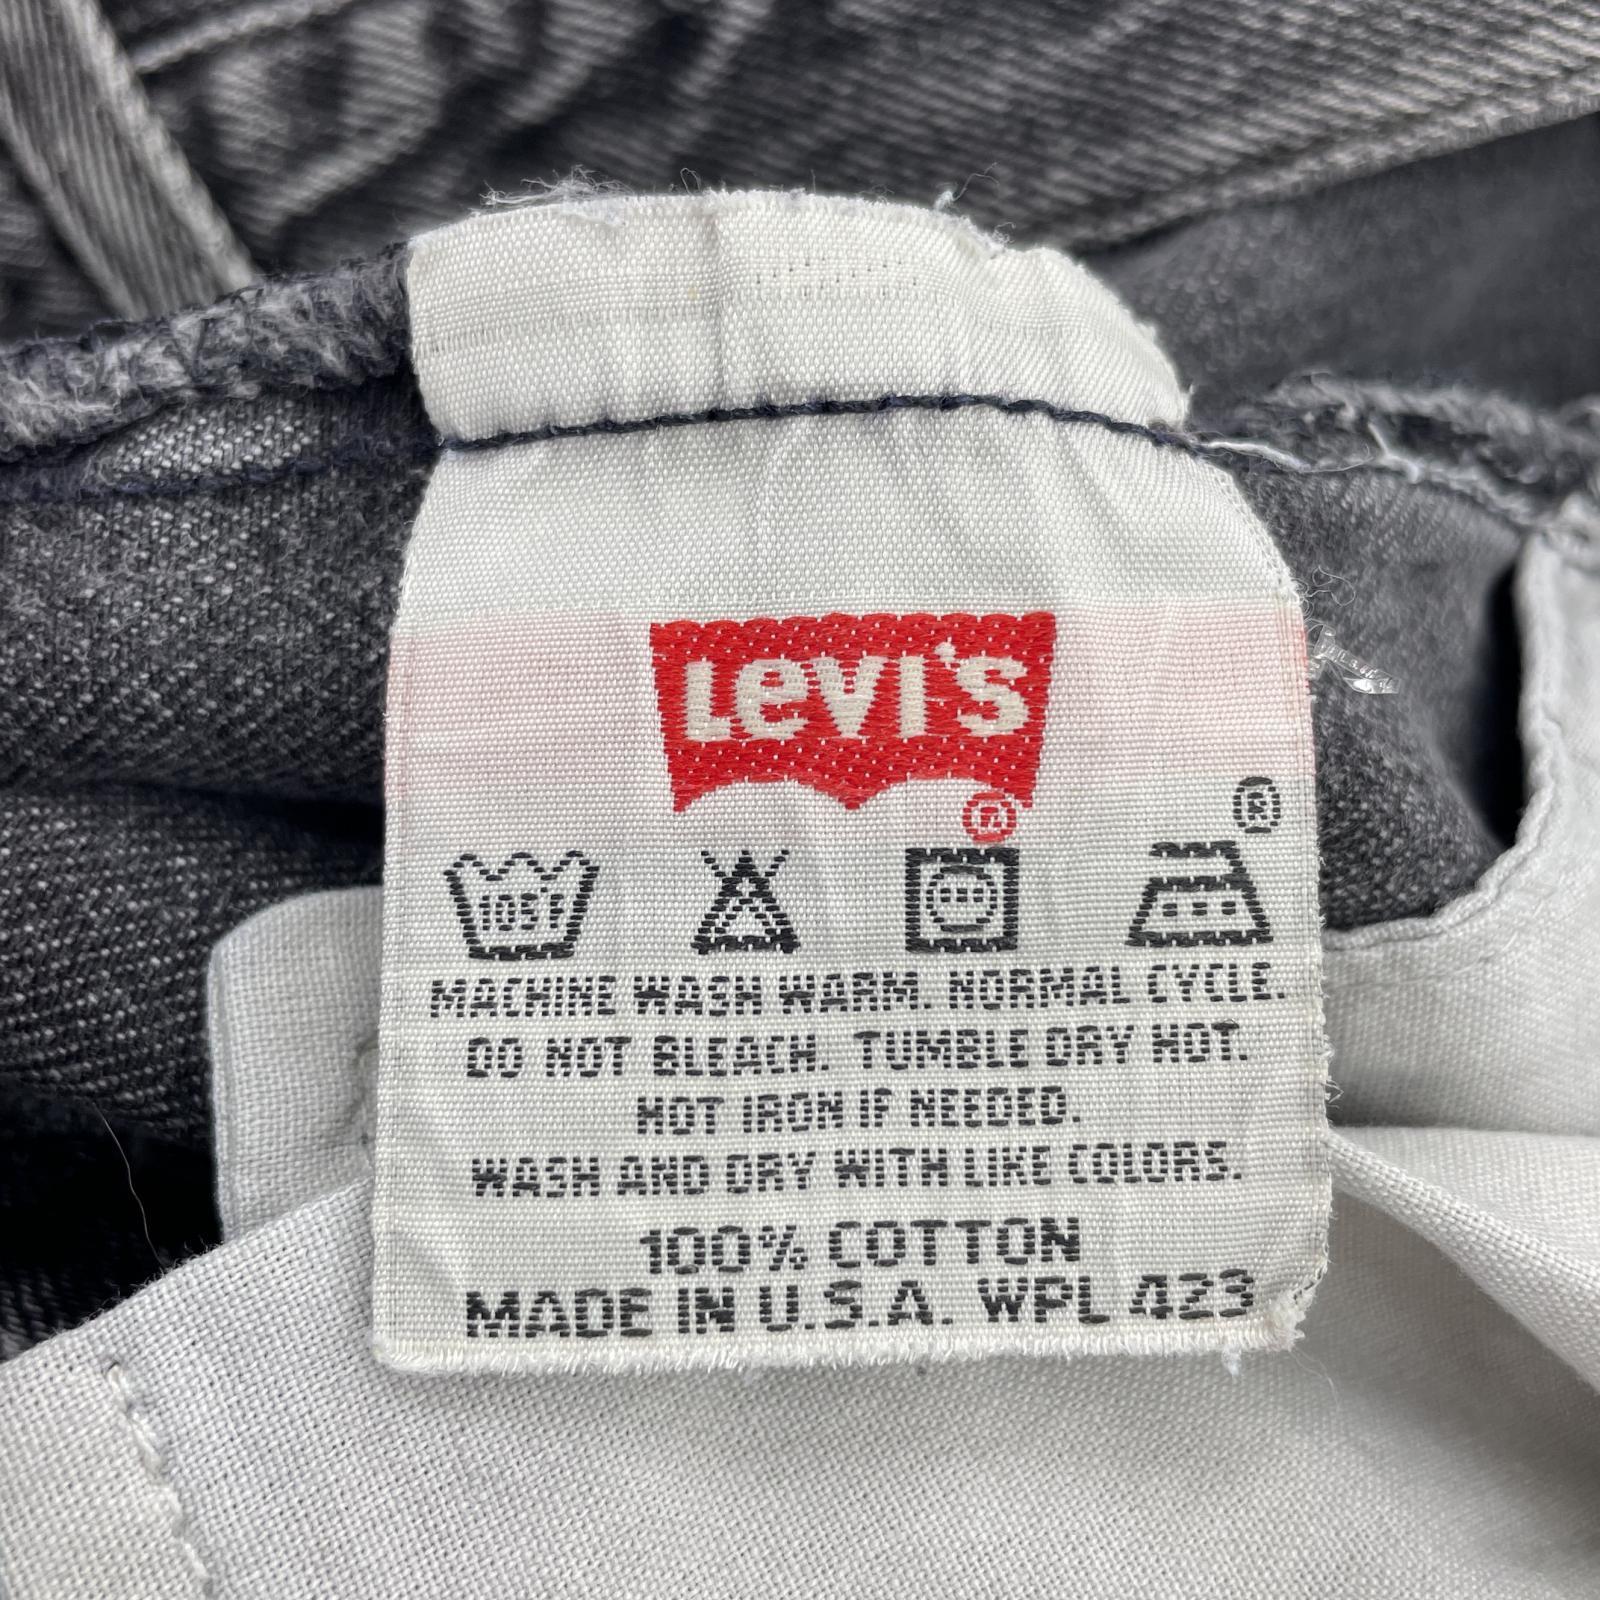 Levi's
®
®
105F
MACHINE WASH WARM. NORMAL CYCLE.
DO NOT BLEACH. TUMBLE DRY HOT.
HOT IRON IF NEEDED.
WASH AND DRY WITH LIKE COLORS.
100% COTTON
MADE IN U.S.A. WPL 423